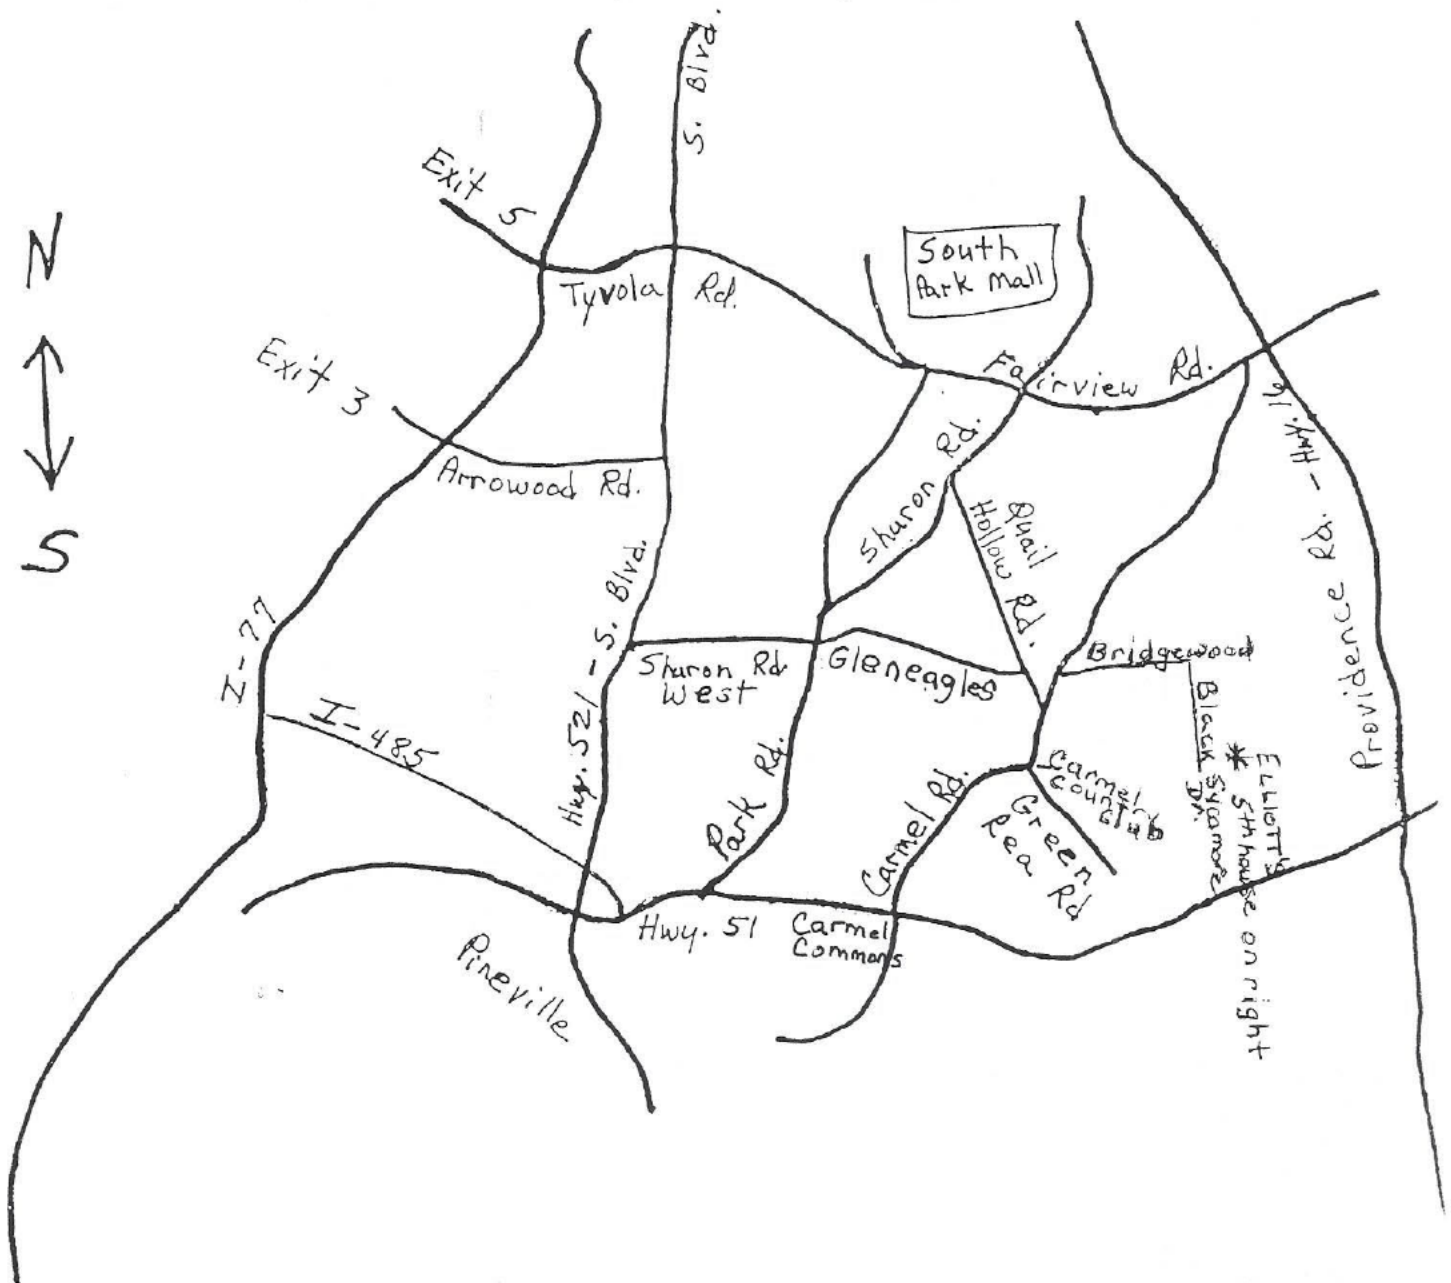 S. Blvd.
Exit 5
N
South
Park Mall
Tyvola Rd.
Exit 3
Fairview Rd.
Arrowood Rd.
Sharon Rd.
Quail
Hollow Rd.
Providence Rd. - Hwy. 16
I-77
Hwy. 521 - S. Blvd.
S
Sharon Rd
West
Gleneagles
Bridgewood
Black Sycamore
Dr.
I-485
Park Rd.
Carmel Rd.
Carmel
Country
Club
Green
Rea Rd
* Elliott's
5th house on right
Hwy. 51
Carmel
Commons
Pineville